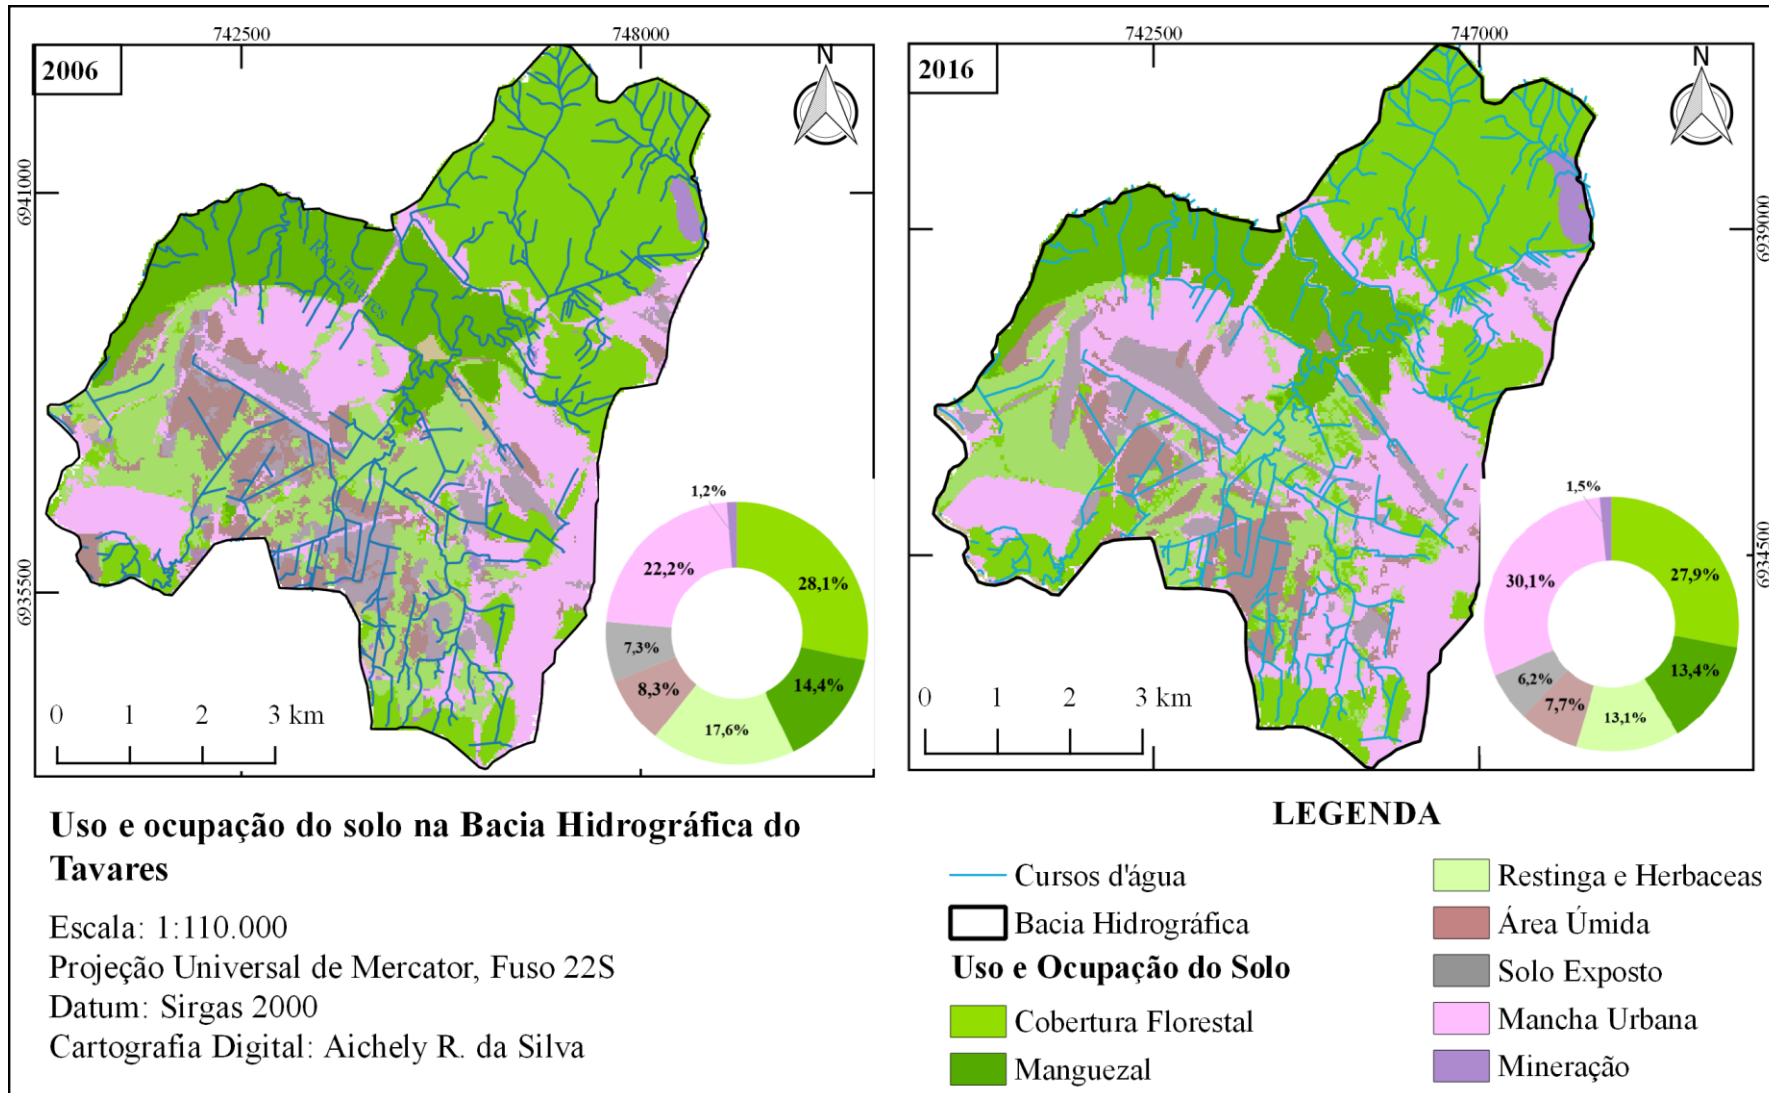 742500
748000
2006
N
6941000
6935500
Rio Tavares
1,2%
28,1%
22,2%
7,3%
8,3%
14,4%
17,6%
0 1 2 3 km
742500
747000
2016
N
6939000
6934500
1,5%
27,9%
30,1%
6,2%
7,7%
13,4%
13,1%
0 1 2 3 km
Uso e ocupação do solo na Bacia Hidrográfica do
Tavares
Escala: 1:110.000
Projeção Universal de Mercator, Fuso 22S
Datum: Sirgas 2000
Cartografia Digital: Aichely R. da Silva
LEGENDA
Cursos d'água
Bacia Hidrográfica
Uso e Ocupação do Solo
Cobertura Florestal
Manguezal
Restinga e Herbaceas
Área Úmida
Solo Exposto
Mancha Urbana
Mineração